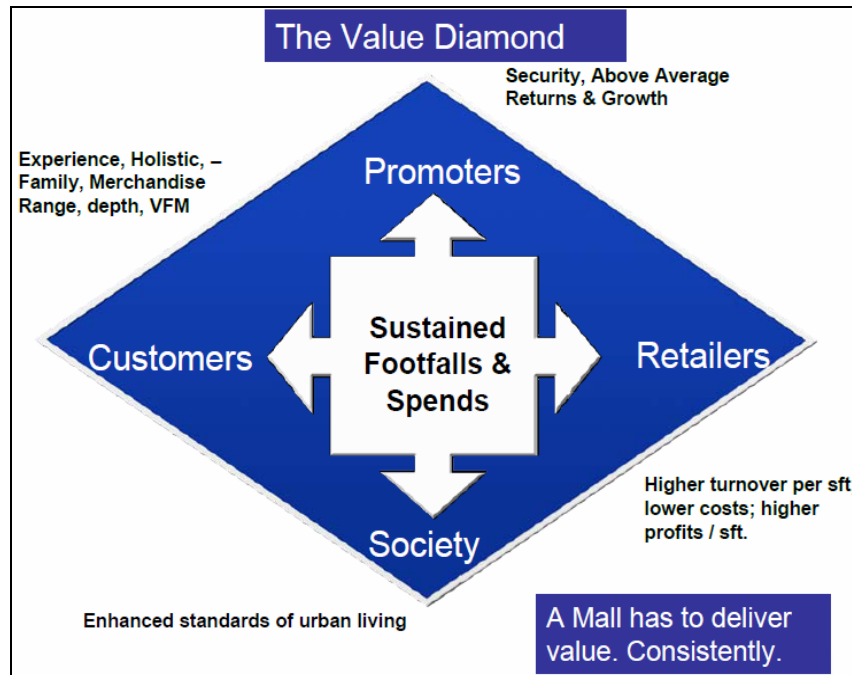 The Value Diamond
Security, Above Average
Returns & Growth
Experience, Holistic, –
Family, Merchandise
Range, depth, VFM
Promoters
Customers
Sustained
Footfalls &
Spends
Retailers
Society
Higher turnover per sft
lower costs; higher
profits / sft.
Enhanced standards of urban living
A Mall has to deliver
value. Consistently.